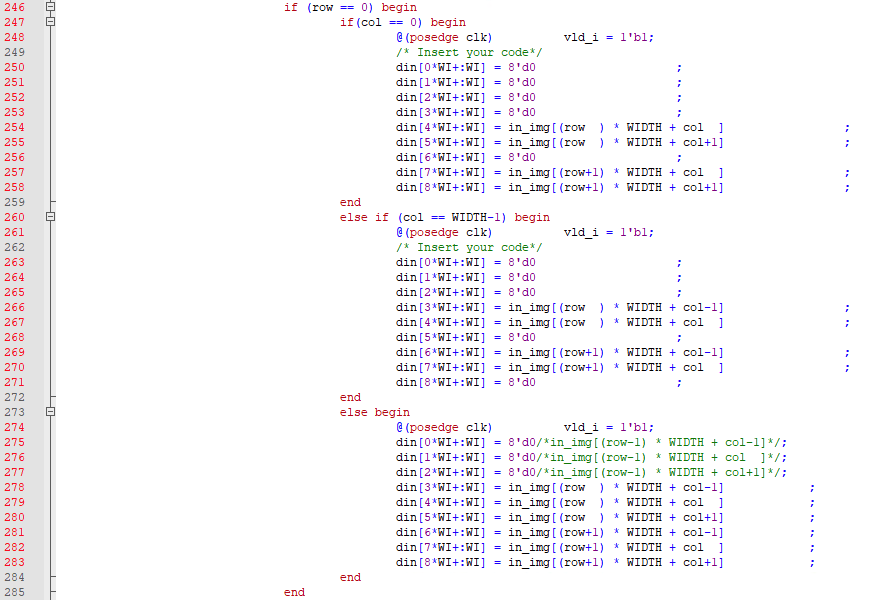 246 if (row == 0) begin
247 if(col == 0) begin
248 @(posedge clk) vld_i = 1'b1;
249 /* Insert your code*/
250 din[0*WI+:WI] = 8'd0 ;
251 din[1*WI+:WI] = 8'd0 ;
252 din[2*WI+:WI] = 8'd0 ;
253 din[3*WI+:WI] = 8'd0 ;
254 din[4*WI+:WI] = in_img[(row  ) * WIDTH + col  ] ;
255 din[5*WI+:WI] = in_img[(row  ) * WIDTH + col+1] ;
256 din[6*WI+:WI] = 8'd0 ;
257 din[7*WI+:WI] = in_img[(row+1) * WIDTH + col  ] ;
258 din[8*WI+:WI] = in_img[(row+1) * WIDTH + col+1] ;
259 end
260 else if (col == WIDTH-1) begin
261 @(posedge clk) vld_i = 1'b1;
262 /* Insert your code*/
263 din[0*WI+:WI] = 8'd0 ;
264 din[1*WI+:WI] = 8'd0 ;
265 din[2*WI+:WI] = 8'd0 ;
266 din[3*WI+:WI] = in_img[(row  ) * WIDTH + col-1] ;
267 din[4*WI+:WI] = in_img[(row  ) * WIDTH + col  ] ;
268 din[5*WI+:WI] = 8'd0 ;
269 din[6*WI+:WI] = in_img[(row+1) * WIDTH + col-1] ;
270 din[7*WI+:WI] = in_img[(row+1) * WIDTH + col  ] ;
271 din[8*WI+:WI] = 8'd0 ;
272 end
273 else begin
274 @(posedge clk) vld_i = 1'b1;
275 din[0*WI+:WI] = 8'd0/*in_img[(row-1) * WIDTH + col-1]*/;
276 din[1*WI+:WI] = 8'd0/*in_img[(row-1) * WIDTH + col  ]*/;
277 din[2*WI+:WI] = 8'd0/*in_img[(row-1) * WIDTH + col+1]*/;
278 din[3*WI+:WI] = in_img[(row  ) * WIDTH + col-1] ;
279 din[4*WI+:WI] = in_img[(row  ) * WIDTH + col  ] ;
280 din[5*WI+:WI] = in_img[(row  ) * WIDTH + col+1] ;
281 din[6*WI+:WI] = in_img[(row+1) * WIDTH + col-1] ;
282 din[7*WI+:WI] = in_img[(row+1) * WIDTH + col  ] ;
283 din[8*WI+:WI] = in_img[(row+1) * WIDTH + col+1] ;
284 end
285 end